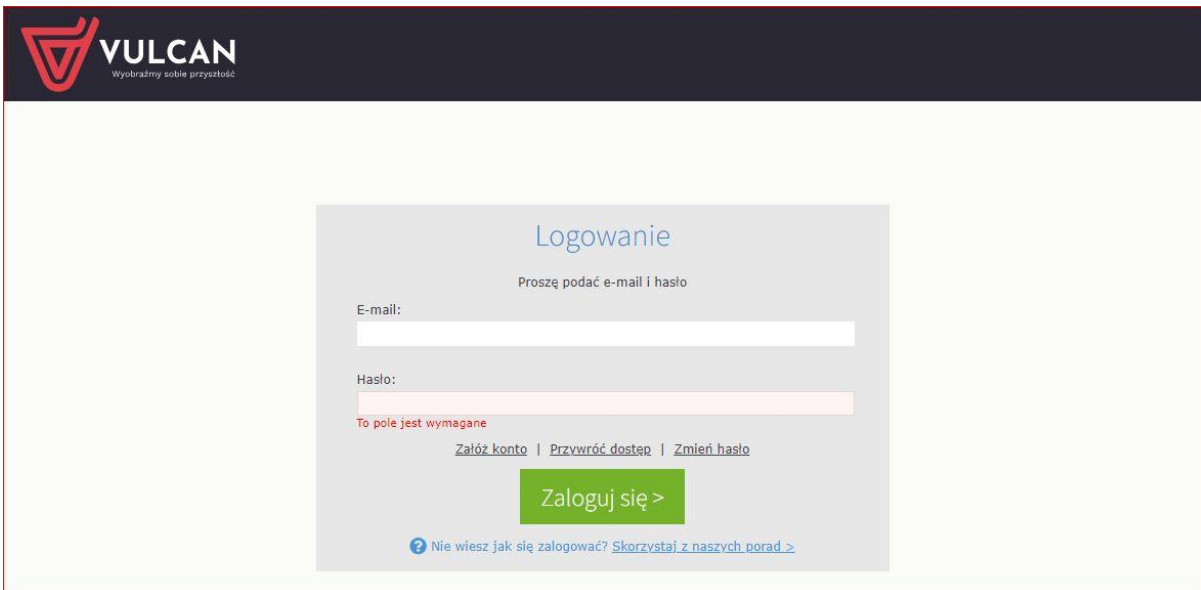 VULCAN
Wyobraźmy sobie przyszłość
Logowanie
Proszę podać e-mail i hasło
E-mail:
Hasło:
To pole jest wymagane
Załóż konto | Przywróć dostęp | Zmień hasło
Zaloguj się >
? Nie wiesz jak się zalogować? Skorzystaj z naszych porad >